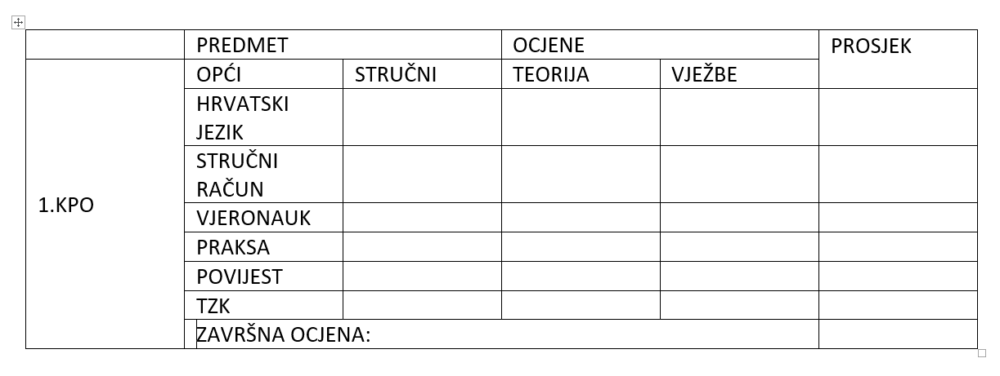 PREDMET OCJENE PROSJEK
OPĆI STRUČNI TEORIJA VJEŽBE
HRVATSKI
JEZIK
STRUČNI
RAČUN
1.KPO
VJERONAUK
PRAKSA
POVIJEST
TZK
ZAVRŠNA OCJENA: